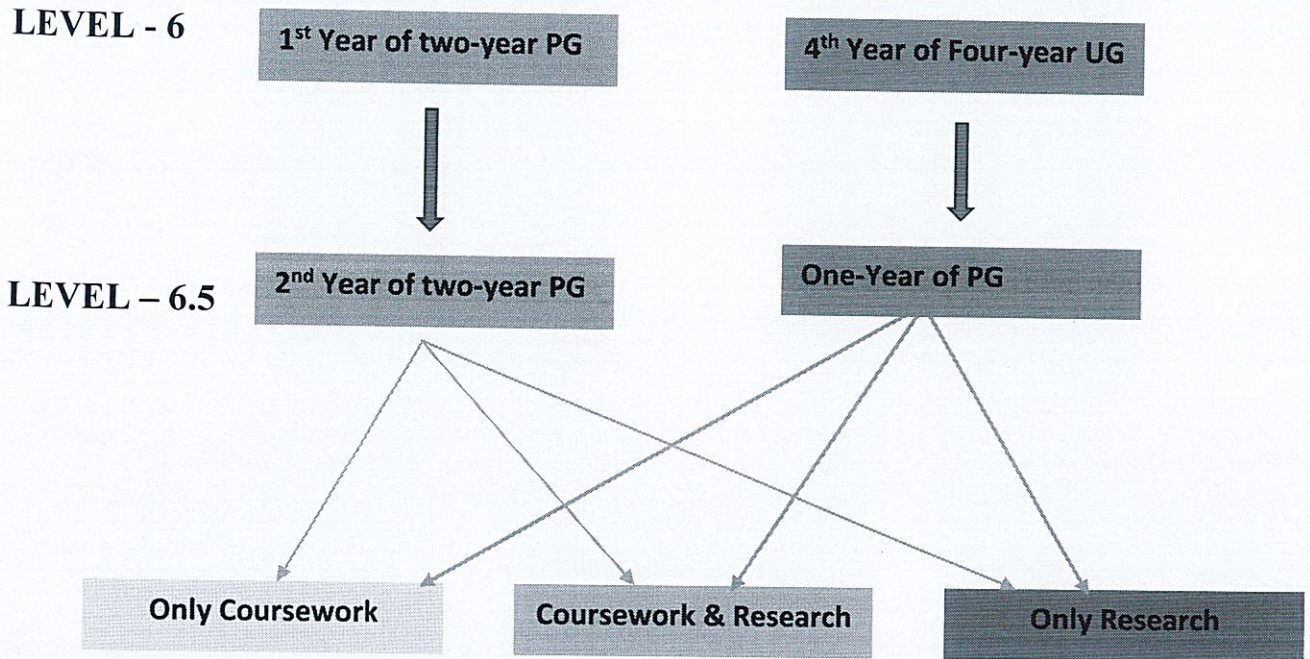 LEVEL - 6
1st Year of two-year PG
4th Year of Four-year UG
LEVEL – 6.5
2nd Year of two-year PG
One-Year of PG
Only Coursework
Coursework & Research
Only Research